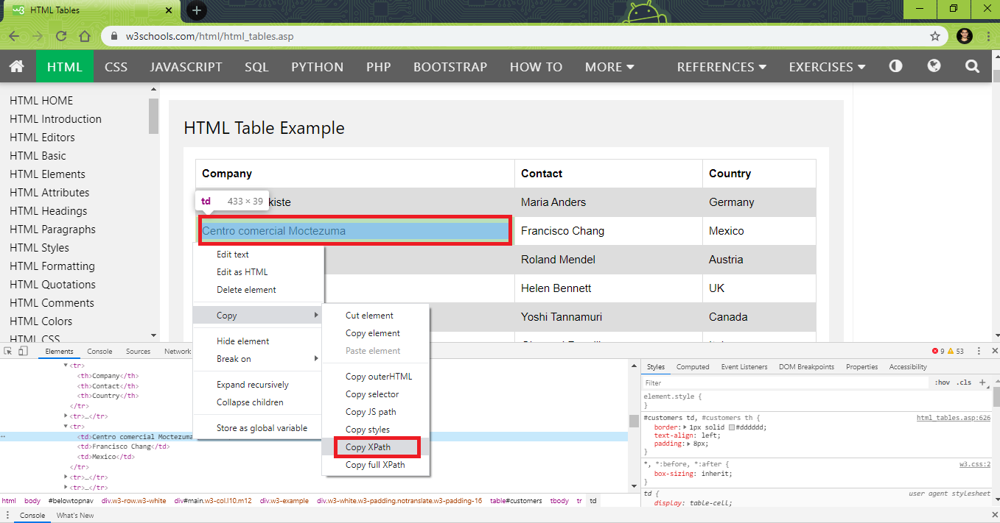 HTML Tables
w3schools.com/html/html_tables.asp
HTML CSS JAVASCRIPT SQL PYTHON PHP BOOTSTRAP HOW TO MORE REFERENCES EXERCISES
HTML HOME
HTML Introduction
HTML Editors
HTML Basic
HTML Elements
HTML Attributes
HTML Headings
HTML Paragraphs
HTML Styles
HTML Formatting
HTML Quotations
HTML Comments
HTML Colors
HTML CSS
HTML Table Example
Company Contact Country
td 433 × 39
kiste Maria Anders Germany
Centro comercial Moctezuma Francisco Chang Mexico
Roland Mendel Austria
Helen Bennett UK
Yoshi Tannamuri Canada
Edit text
Edit as HTML
Delete element
Copy
Hide element
Break on
Expand recursively
Collapse children
Store as global variable
Cut element
Copy element
Paste element
Copy outerHTML
Copy selector
Copy JS path
Copy styles
Copy XPath
Copy full XPath
Elements Console Sources Network 9 53
<tr>
<th>Company</th>
<th>Contact</th>
<th>Country</th>
</tr>
<tr>…</tr>
<tr>
<td>Centro comercial Moctezuma
<td>Francisco Chang</td>
<td>Mexico</td>
</tr>
<tr>…</tr>
<tr>…</tr>
Styles Computed Event Listeners DOM Breakpoints Properties Accessibility
Filter :hov .cls +
element.style {
}
#customers td, #customers th { html_tables.asp:626
border: 1px solid #dddddd;
text-align: left;
padding: 8px;
}
*, *:before, *:after { w3.css:2
box-sizing: inherit;
}
td { user agent stylesheet
display: table-cell;
html body #belowtopnav div.w3-row.w3-white div#main.w3-col.l10.m12 div.w3-example div.w3-white.w3-padding.notranslate.w3-padding-16 table#customers tbody tr td
Console What's New